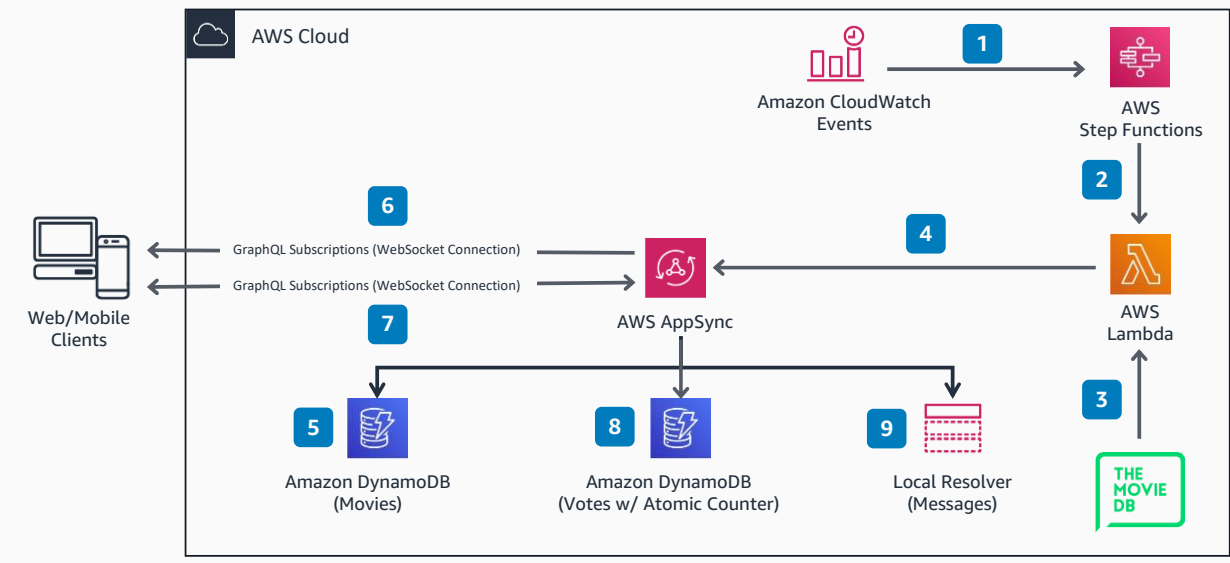 AWS Cloud
1
Amazon CloudWatch
Events
AWS
Step Functions
2
6
4
GraphQL Subscriptions (WebSocket Connection)
GraphQL Subscriptions (WebSocket Connection)
Web/Mobile
Clients
7
AWS AppSync
AWS
Lambda
3
5
8
9
Amazon DynamoDB
(Movies)
Amazon DynamoDB
(Votes w/ Atomic Counter)
Local Resolver
(Messages)
THE
MOVIE
DB